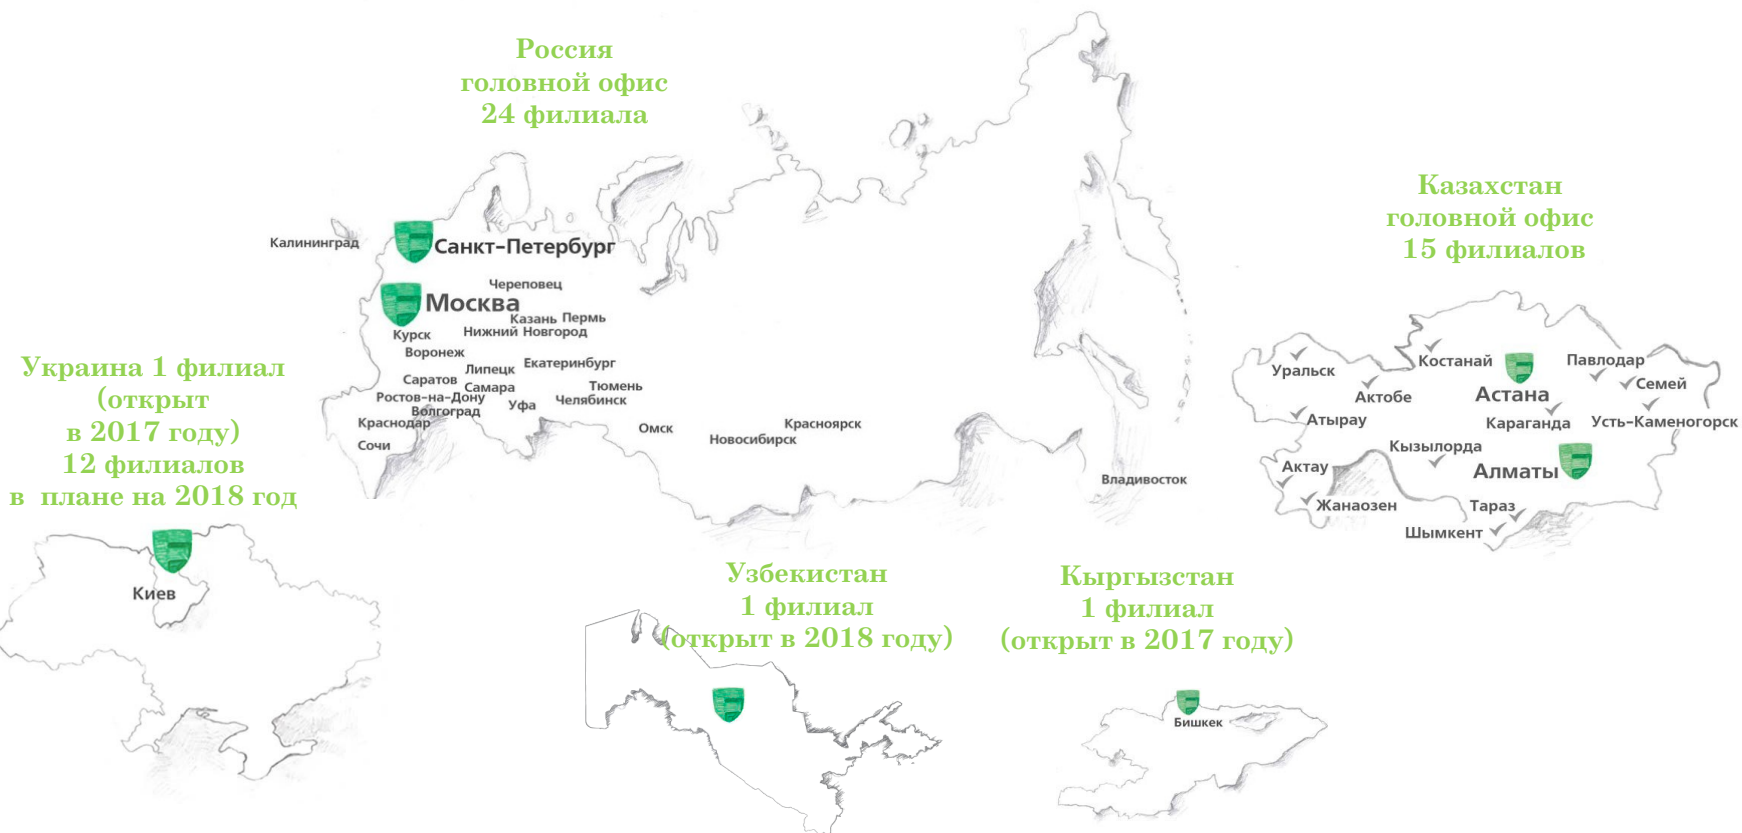 Россия
головной офис
24 филиала
Казахстан
головной офис
15 филиалов
Калининград
Санкт-Петербург
Череповец
Москва
Казань Пермь
Курск
Нижний Новгород
Воронеж
Липецк
Екатеринбург
Саратов
Самара
Тюмень
Ростов-на-Дону
Челябинск
Волгоград
Уфа
Краснодар
Сочи
Омск
Новосибирск
Красноярск
Владивосток
Украина 1 филиал
(открыт
в 2017 году)
12 филиалов
в плане на 2018 год
Киев
Уральск
Костанай
Павлодар
Актобе
Астана
Семей
Атырау
Караганда
Усть-Каменогорск
Кызылорда
Актау
Алматы
Жанаозен
Тараз
Шымкент
Узбекистан
1 филиал
(открыт в 2018 году)
Кыргызстан
1 филиал
(открыт в 2017 году)
Бишкек